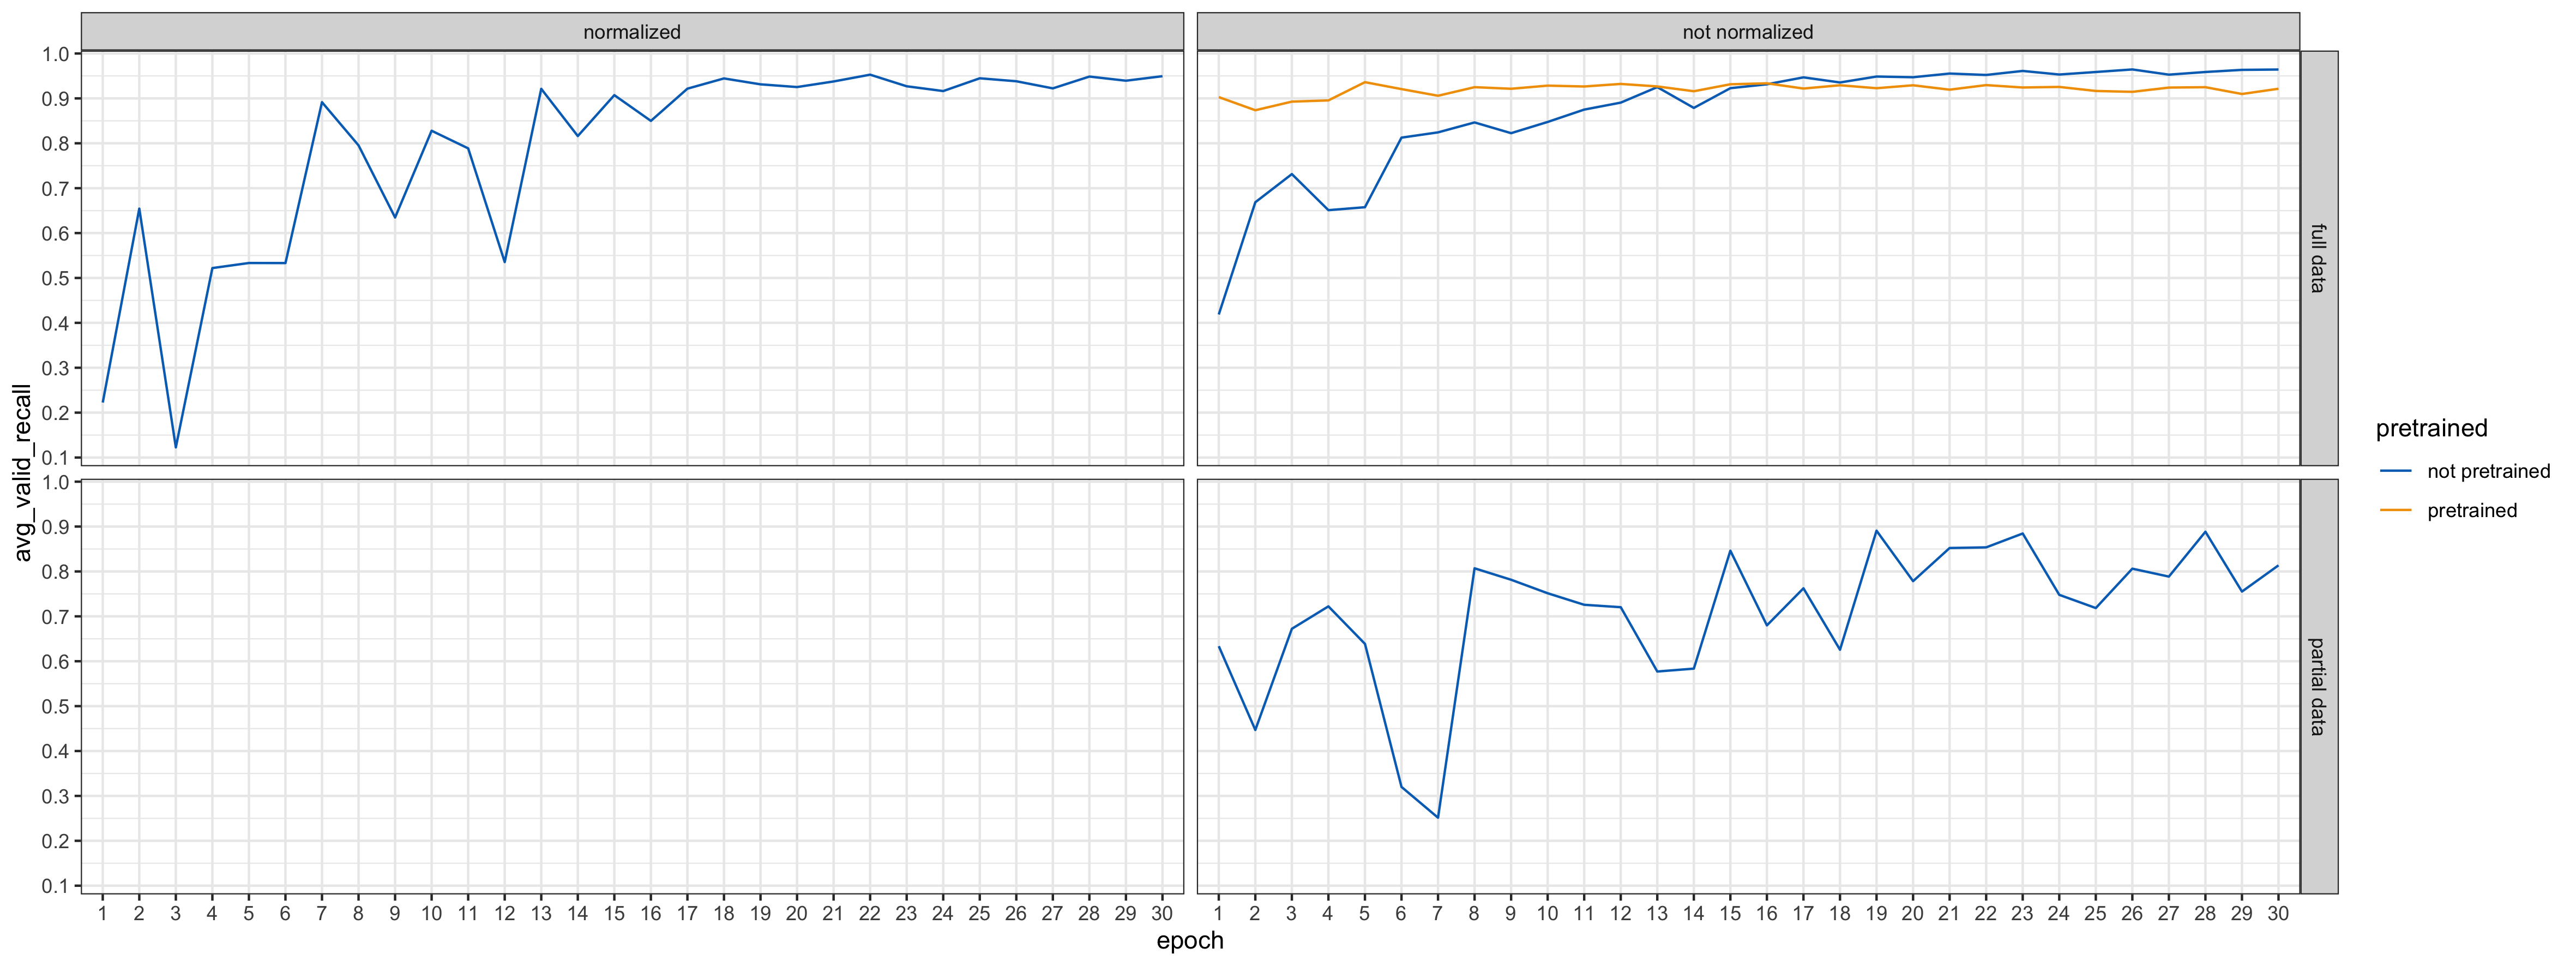 normalized
not normalized
1.0
0.9
0.8
0.7
0.6
0.5
0.4
0.3
0.2
0.1
full data
1.0
0.9
0.8
0.7
0.6
0.5
0.4
0.3
0.2
0.1
partial data
avg_valid_recall
1 2 3 4 5 6 7 8 9 10 11 12 13 14 15 16 17 18 19 20 21 22 23 24 25 26 27 28 29 30
1 2 3 4 5 6 7 8 9 10 11 12 13 14 15 16 17 18 19 20 21 22 23 24 25 26 27 28 29 30
epoch
pretrained
not pretrained
pretrained